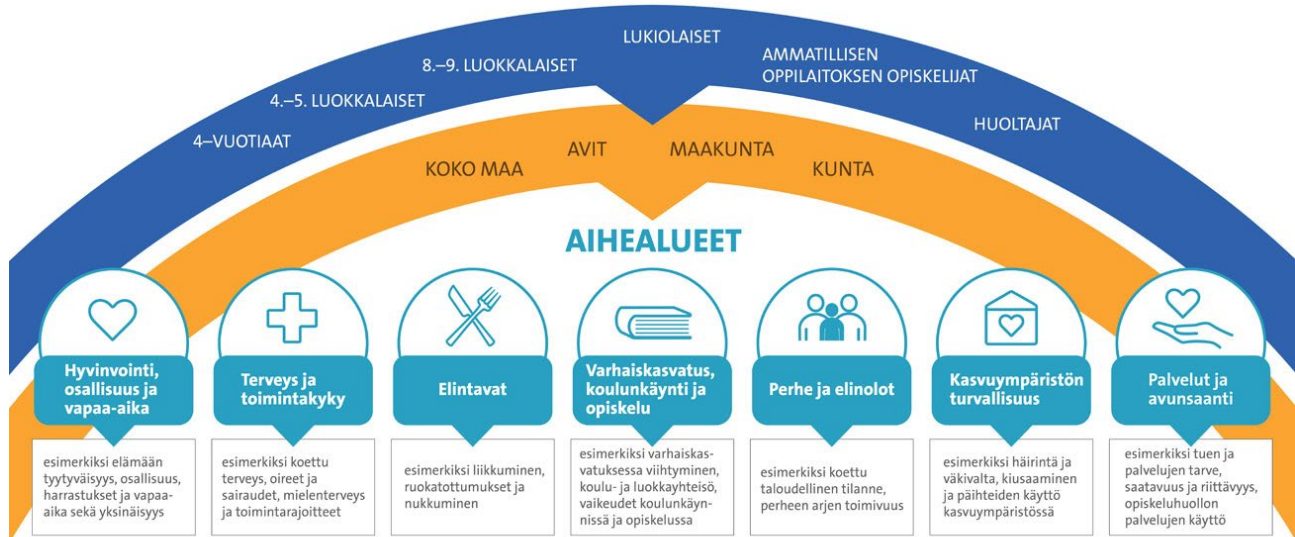 LUKIOLAISET
8.–9. LUOKKALAISET
AMMATILLISEN
OPPILAITOKSEN OPISKELIJAT
4.–5. LUOKKALAISET
HUOLTAJAT
4–VUOTIAAT
KOKO MAA
AVIT
MAAKUNTA
KUNTA
AIHEALUEET
Hyvinvointi,
osallisuus ja
vapaa-aika
esimerkiksi elämään
tyytyväisyys, osallisuus,
harrastukset ja vapaa-
aika sekä yksinäisyys
Terveys ja
toimintakyky
esimerkiksi koettu
terveys, oireet ja
sairaudet, mielenterveys
ja toimintarajoitteet
Elintavat
esimerkiksi liikkuminen,
ruokatottumukset ja
nukkuminen
Varhaiskasvatus,
koulunkäynti ja
opiskelu
esimerkiksi varhaiskas-
vatuksessa viihtyminen,
koulu- ja luokkayhteisö,
vaikeudet koulunkäyn-
nissä ja opiskelussa
Perhe ja elinolot
esimerkiksi koettu
taloudellinen tilanne,
perheen arjen toimivuus
Kasvuympäristön
turvallisuus
esimerkiksi häirintä ja
väkivalta, kiusaaminen
ja päihteiden käyttö
kasvuympäristössä
Palvelut ja
avunsaanti
esimerkiksi tuen ja
palvelujen tarve,
saatavuus ja riittävyys,
opiskeluhuollon
palvelujen käyttö